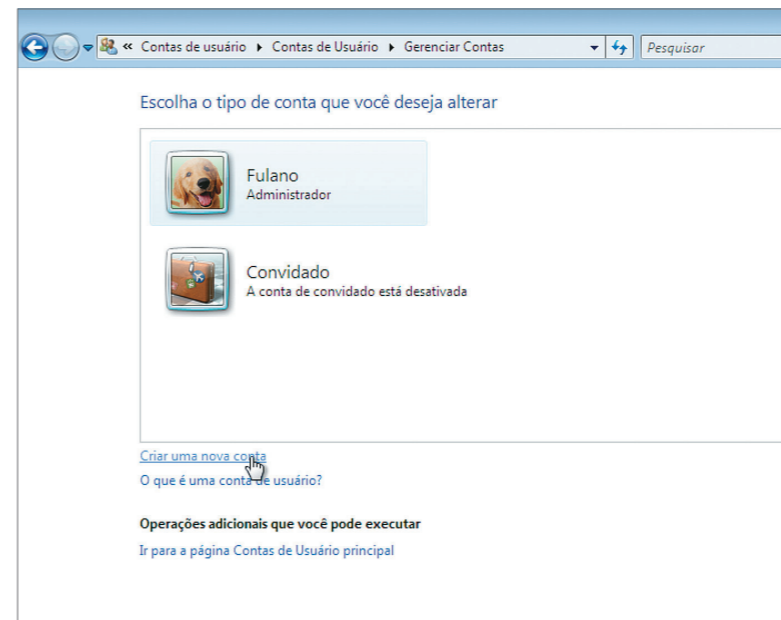 « Contas de usuário ▸ Contas de Usuário ▸ Gerenciar Contas
Pesquisar
Escolha o tipo de conta que você deseja alterar
Fulano
Administrador
Convidado
A conta de convidado está desativada
Criar uma nova conta
O que é uma conta de usuário?
Operações adicionais que você pode executar
Ir para a página Contas de Usuário principal